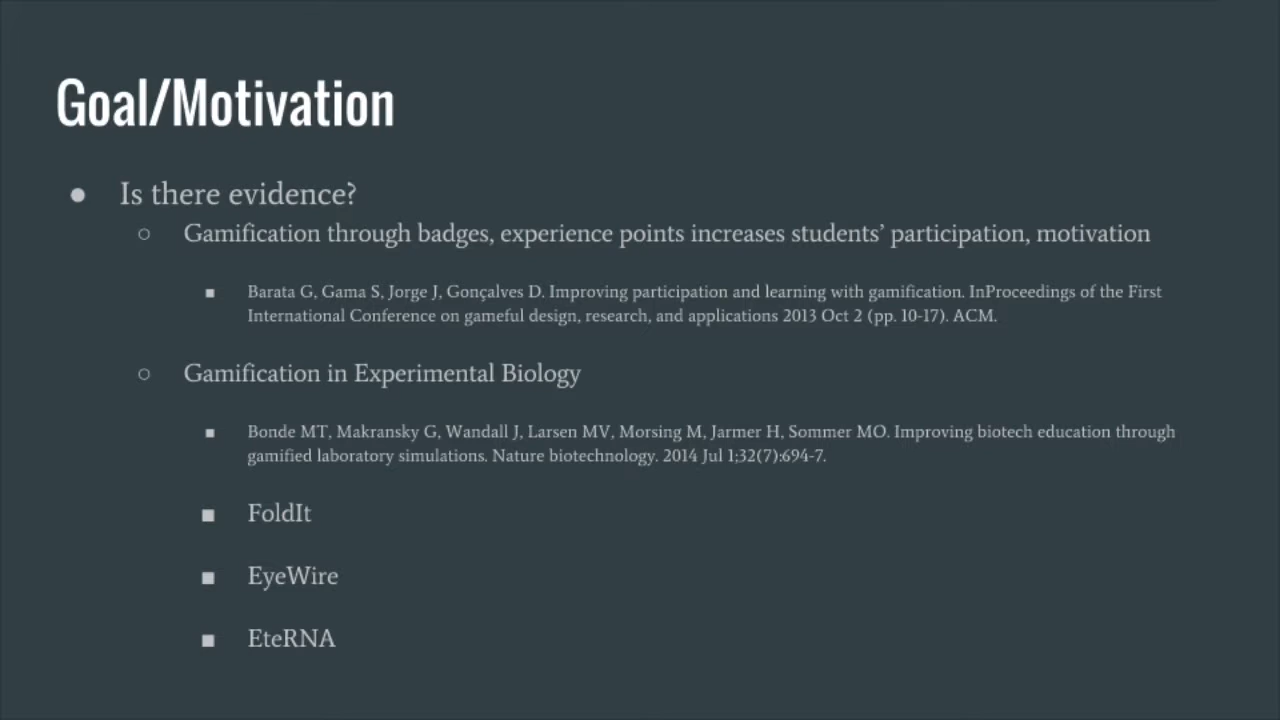 Goal/Motivation
● Is there evidence?
○ Gamification through badges, experience points increases students’ participation, motivation
■ Barata G, Gama S, Jorge J, Gonçalves D. Improving participation and learning with gamification. InProceedings of the First
International Conference on gameful design, research, and applications 2013 Oct 2 (pp. 10-17). ACM.
○ Gamification in Experimental Biology
■ Bonde MT, Makransky G, Wandall J, Larsen MV, Morsing M, Jarmer H, Sommer MO. Improving biotech education through
gamified laboratory simulations. Nature biotechnology. 2014 Jul 1;32(7):694-7.
■ FoldIt
■ EyeWire
■ EteRNA